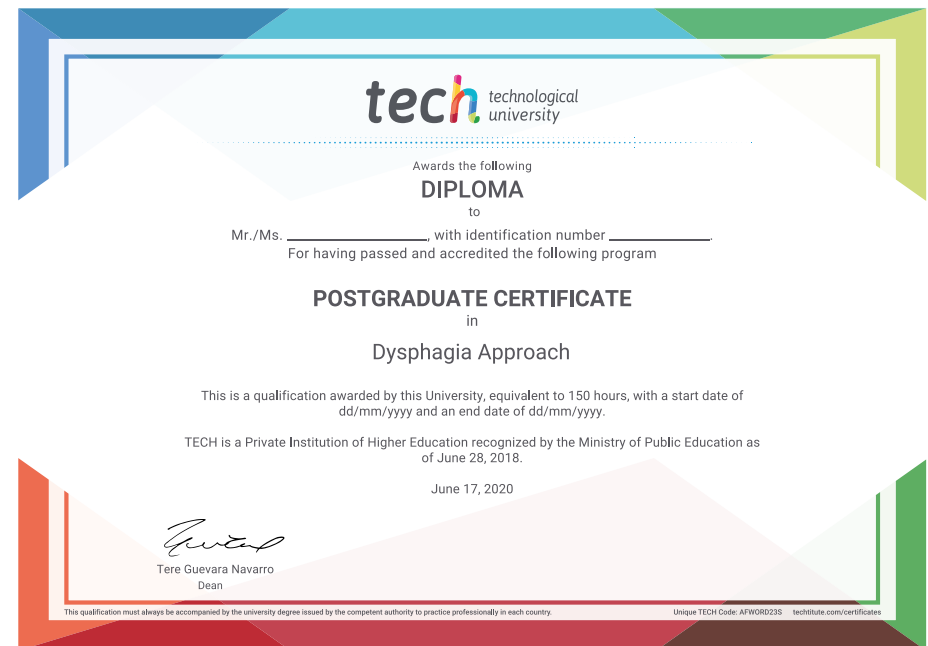 tech technological
university
Awards the following
DIPLOMA
to
Mr./Ms. ________________, with identification number ____________.
For having passed and accredited the following program
POSTGRADUATE CERTIFICATE
in
Dysphagia Approach
This is a qualification awarded by this University, equivalent to 150 hours, with a start date of
dd/mm/yyyy and an end date of dd/mm/yyyy.
TECH is a Private Institution of Higher Education recognized by the Ministry of Public Education as
of June 28, 2018.
June 17, 2020
Tere Guevara Navarro
Dean
This qualification must always be accompanied by the university degree issued by the competent authority to practice professionally in each country.
Unique TECH Code: AFWORD23S techtitute.com/certificates